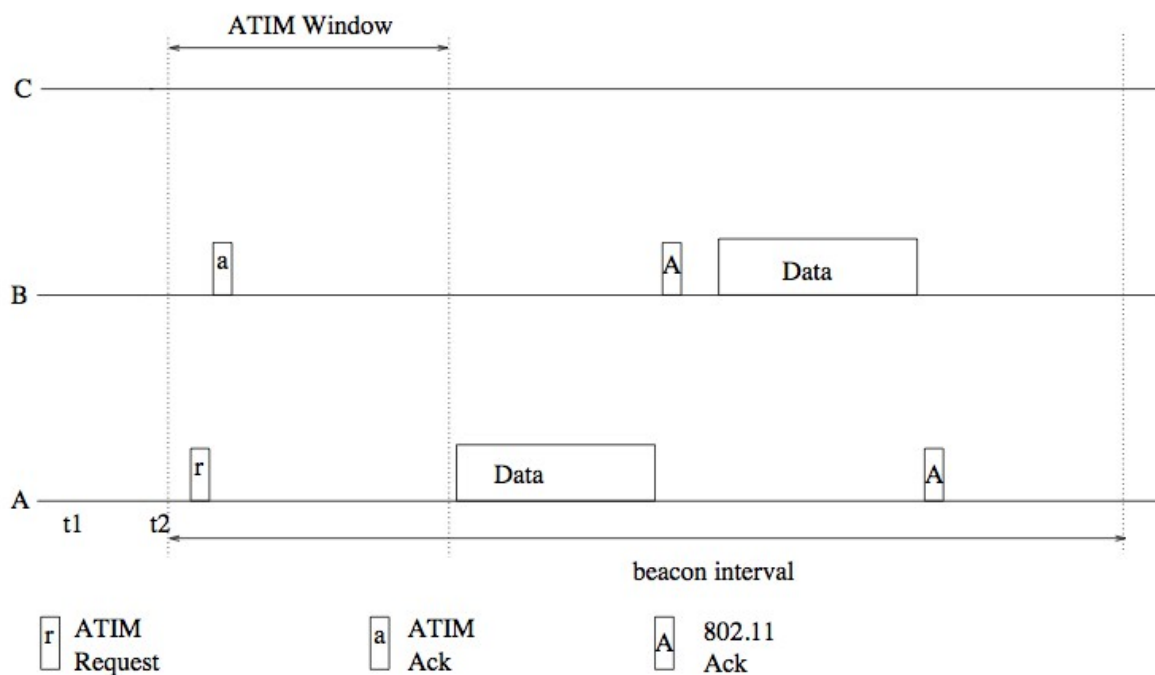 ATIM Window
C
a
A
Data
B
r
Data
A
A
t1 t2
beacon interval
r ATIM Request
a ATIM Ack
A 802.11 Ack